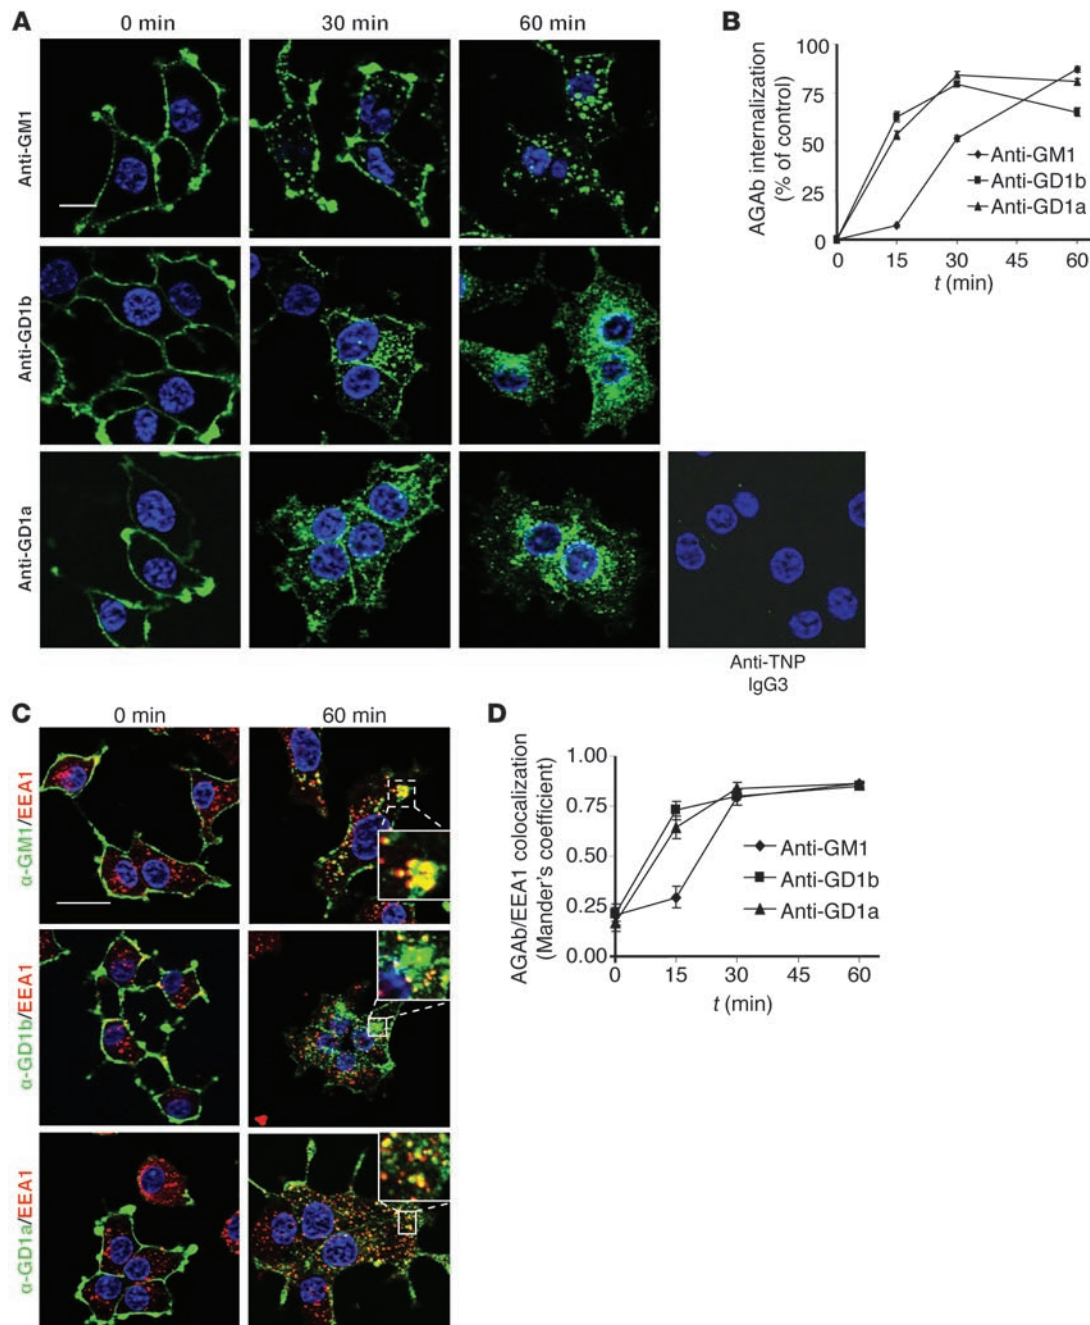 A
0 min
30 min
60 min
Anti-GM1
Anti-GD1b
Anti-GD1a
Anti-TNP
IgG3
B
AGAb internalization
(% of control)
100
75
50
25
0
Anti-GM1
Anti-GD1b
Anti-GD1a
0 15 30 45 60
t (min)
C
0 min
60 min
α-GM1/EEA1
α-GD1b/EEA1
α-GD1a/EEA1
D
AGAb/EEA1 colocalization
(Mander's coefficient)
1.00
0.75
0.50
0.25
0.00
Anti-GM1
Anti-GD1b
Anti-GD1a
0 15 30 45 60
t (min)